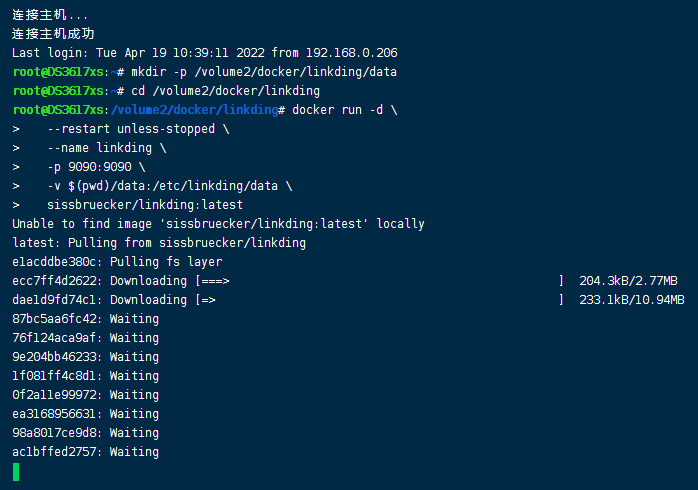 连接主机...
连接主机成功
Last login: Tue Apr 19 10:39:11 2022 from 192.168.0.206
root@DS3617xs:~# mkdir -p /volume2/docker/linkding/data
root@DS3617xs:~# cd /volume2/docker/linkding
root@DS3617xs:/volume2/docker/linkding# docker run -d \
>    --restart unless-stopped \
>    --name linkding \
>    -p 9090:9090 \
>    -v $(pwd)/data:/etc/linkding/data \
>    sissbruecker/linkding:latest
Unable to find image 'sissbruecker/linkding:latest' locally
latest: Pulling from sissbruecker/linkding
e1acddbe380c: Pulling fs layer
ecc7ff4d2622: Downloading [===>                                               ]  204.3kB/2.77MB
dae1d9fd74c1: Downloading [=>                                                 ]  233.1kB/10.94MB
87bc5aa6fc42: Waiting
76f124aca9af: Waiting
9e204bb46233: Waiting
1f081ff4c8d1: Waiting
0f2a11e99972: Waiting
ea3168956631: Waiting
98a8017ce9d8: Waiting
ac1bffed2757: Waiting